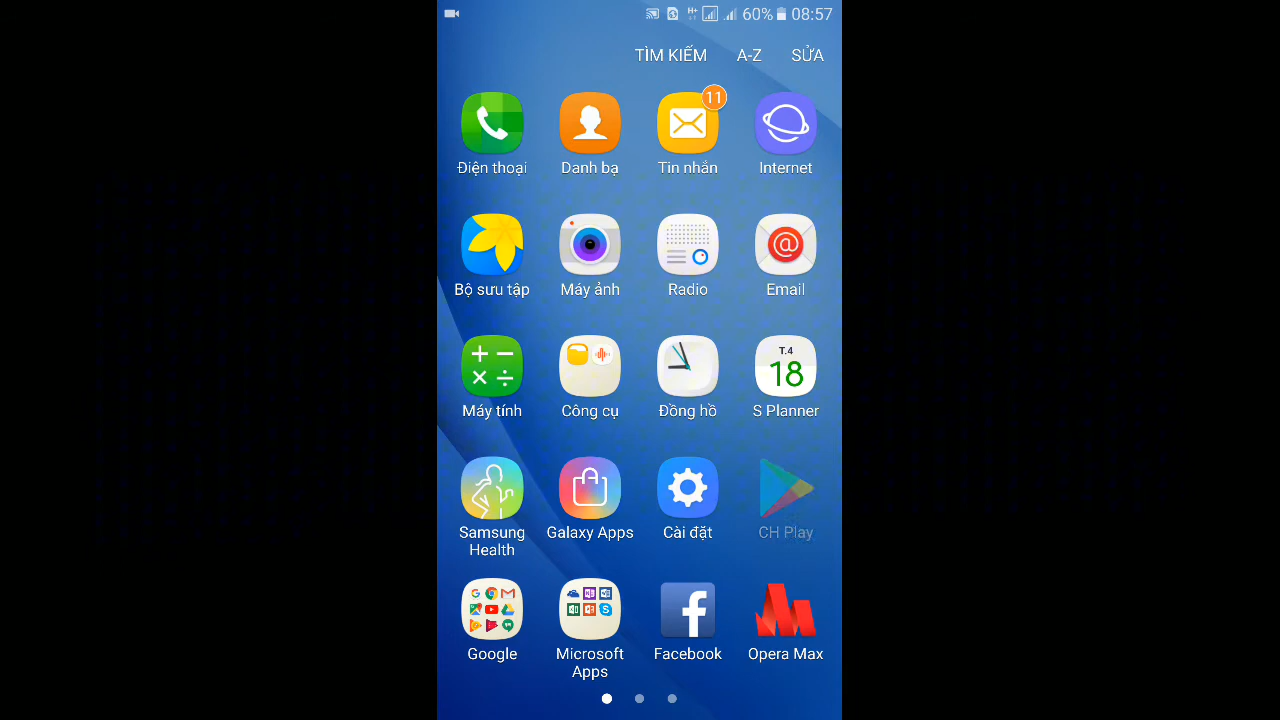 H+
60%
08:57
TÌM KIẾM
A-Z
SỬA
11
Điện thoại
Danh bạ
Tin nhắn
Internet
Bộ sưu tập
Máy ảnh
Radio
Email
T.4
18
Máy tính
Công cụ
Đồng hồ
S Planner
Samsung
Health
Galaxy Apps
Cài đặt
CH Play
Google
Microsoft
Apps
Facebook
Opera Max